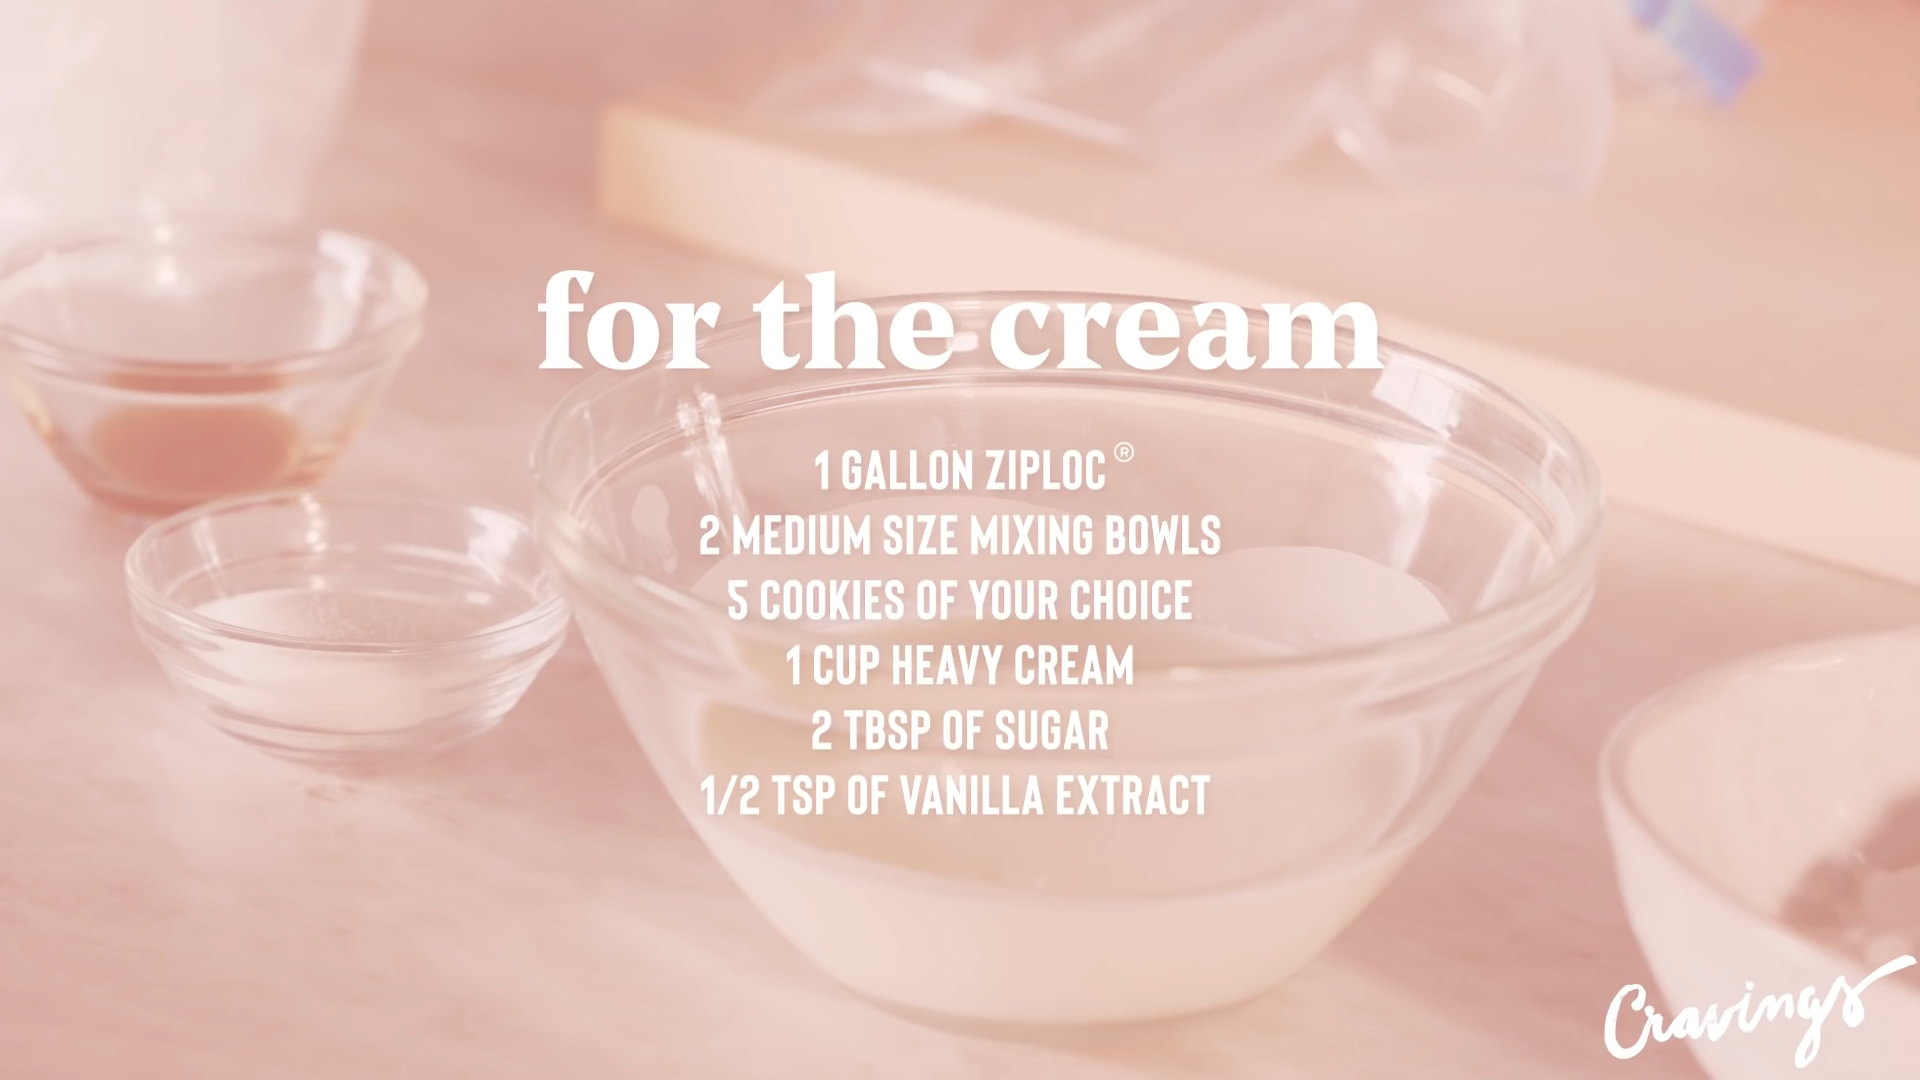 for the cream
1 GALLON ZIPLOC®
2 MEDIUM SIZE MIXING BOWLS
5 COOKIES OF YOUR CHOICE
1 CUP HEAVY CREAM
2 TBSP OF SUGAR
1/2 TSP OF VANILLA EXTRACT
Cravings